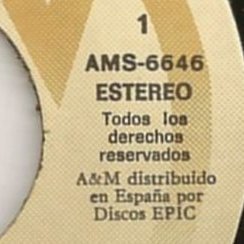 1
AMS-6646
ESTEREO
Todos los
derechos
reservados
A&M distribuido
en España por
Discos EPIC